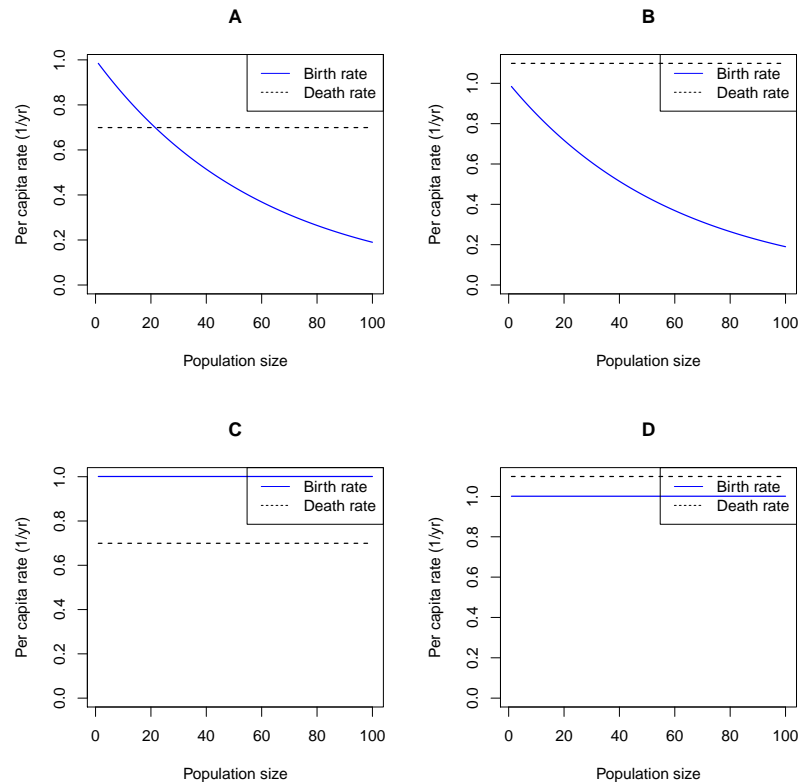 A
Per capita rate (1/yr)
0.0 0.2 0.4 0.6 0.8 1.0
Birth rate
Death rate
0 20 40 60 80 100
Population size
B
Per capita rate (1/yr)
0.0 0.2 0.4 0.6 0.8 1.0
Birth rate
Death rate
0 20 40 60 80 100
Population size
C
Per capita rate (1/yr)
0.0 0.2 0.4 0.6 0.8 1.0
Birth rate
Death rate
0 20 40 60 80 100
Population size
D
Per capita rate (1/yr)
0.0 0.2 0.4 0.6 0.8 1.0
Birth rate
Death rate
0 20 40 60 80 100
Population size